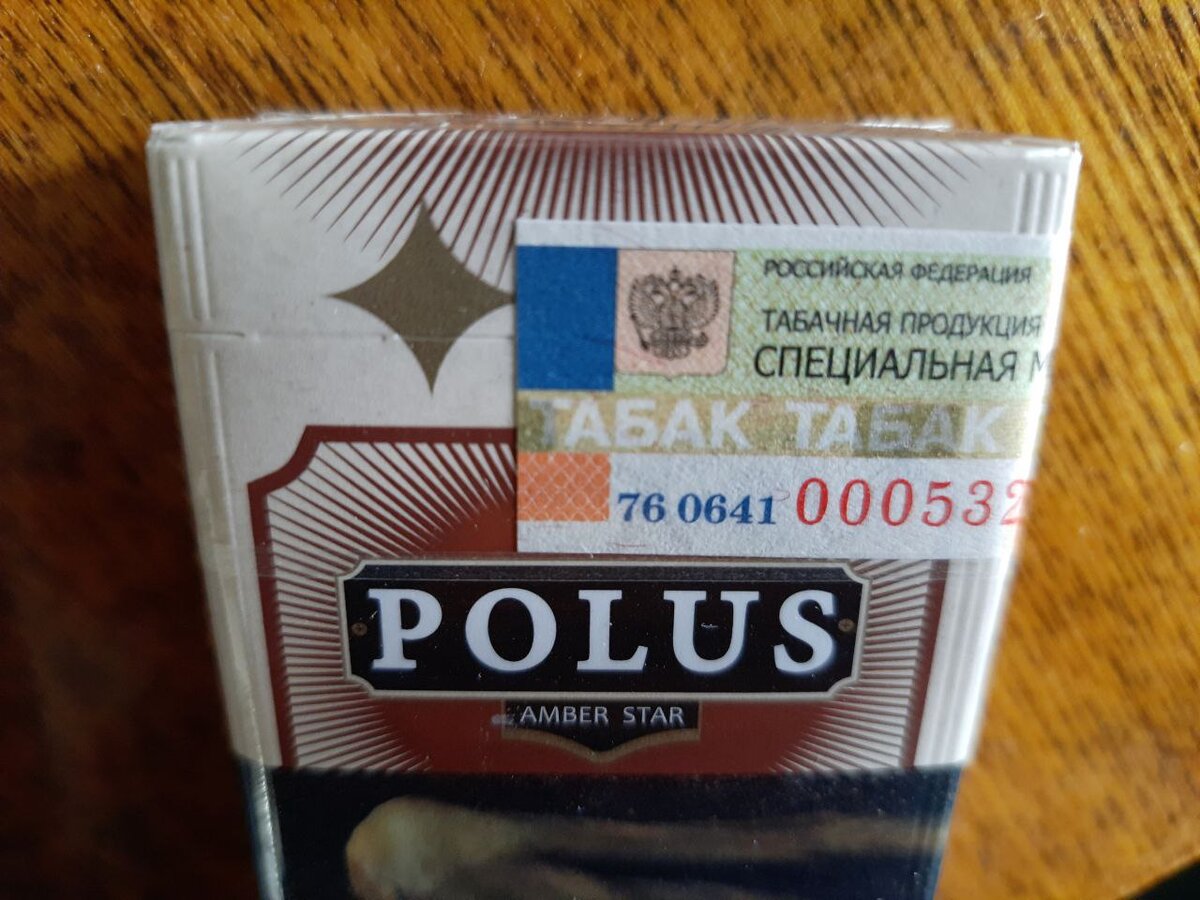 РОССИЙСКАЯ ФЕДЕРАЦИЯ
ТАБАЧНАЯ ПРОДУКЦИЯ
СПЕЦИАЛЬНАЯ
ТАБАК ТАБАК
76 0641 000532
POLUS
AMBER STAR